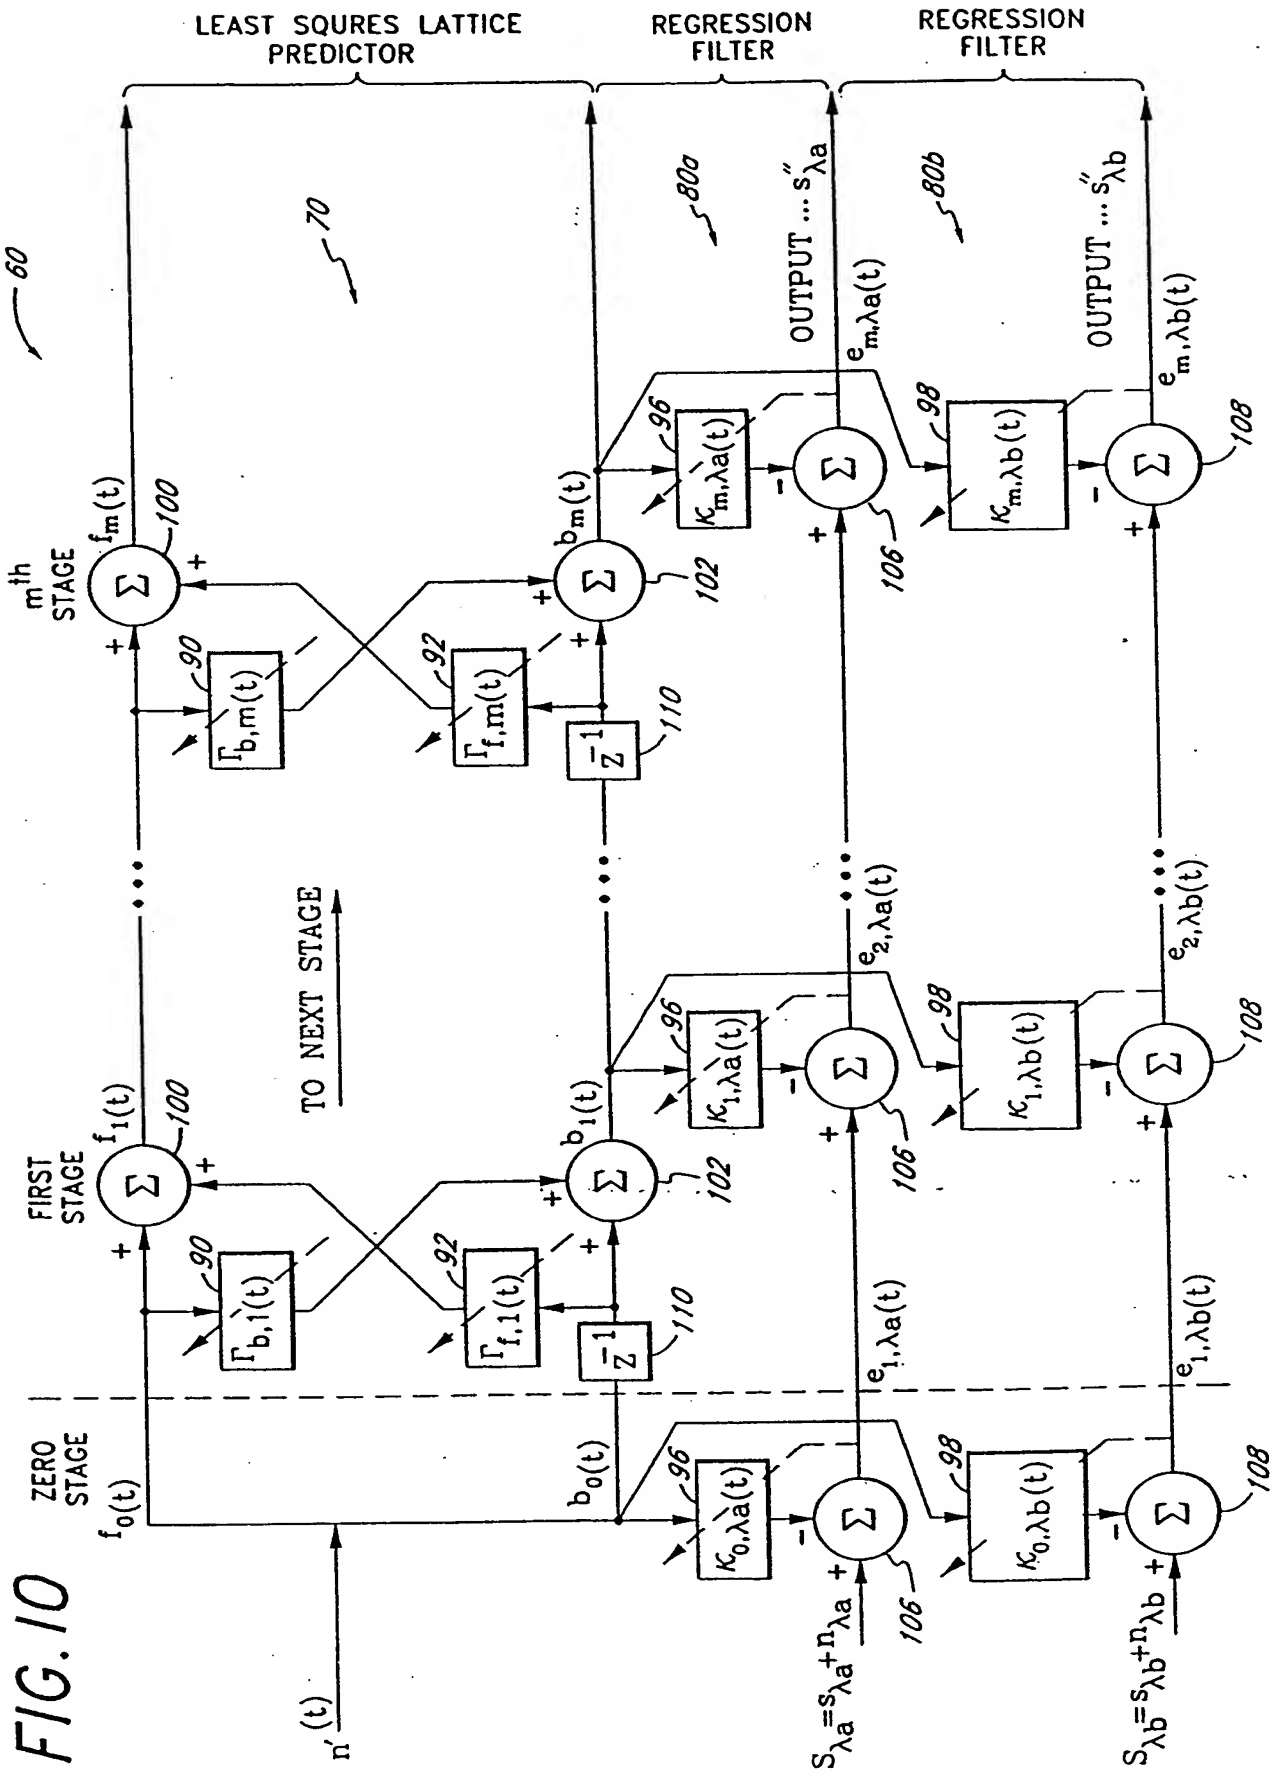 FIG. 10
60
LEAST SQURES LATTICE
PREDICTOR
REGRESSION
FILTER
REGRESSION
FILTER
70
80a
80b
ZERO
STAGE
FIRST
STAGE
mth
STAGE
TO NEXT STAGE
n'(t)
f0(t)
f1(t)
fm(t)
100
100
+
+
+
+
Σ
Σ
90
Γb,1(t)
90
Γb,m(t)
92
Γf,1(t)
92
Γf,m(t)
b0(t)
z-1
110
+
+
Σ
102
b1(t)
z-1
110
+
+
Σ
102
bm(t)
96
κ0,λa(t)
96
κ1,λa(t)
96
κm,λa(t)
Sλa=sλa+nλa
+
-
Σ
106
e1,λa(t)
+
-
Σ
106
e2,λa(t)
+
-
Σ
106
em,λa(t)
OUTPUT ... s"λa
98
κ0,λb(t)
98
κ1,λb(t)
98
κm,λb(t)
Sλb=sλb+nλb
+
-
Σ
108
e1,λb(t)
+
-
Σ
108
e2,λb(t)
+
-
Σ
108
em,λb(t)
OUTPUT ... s"λb